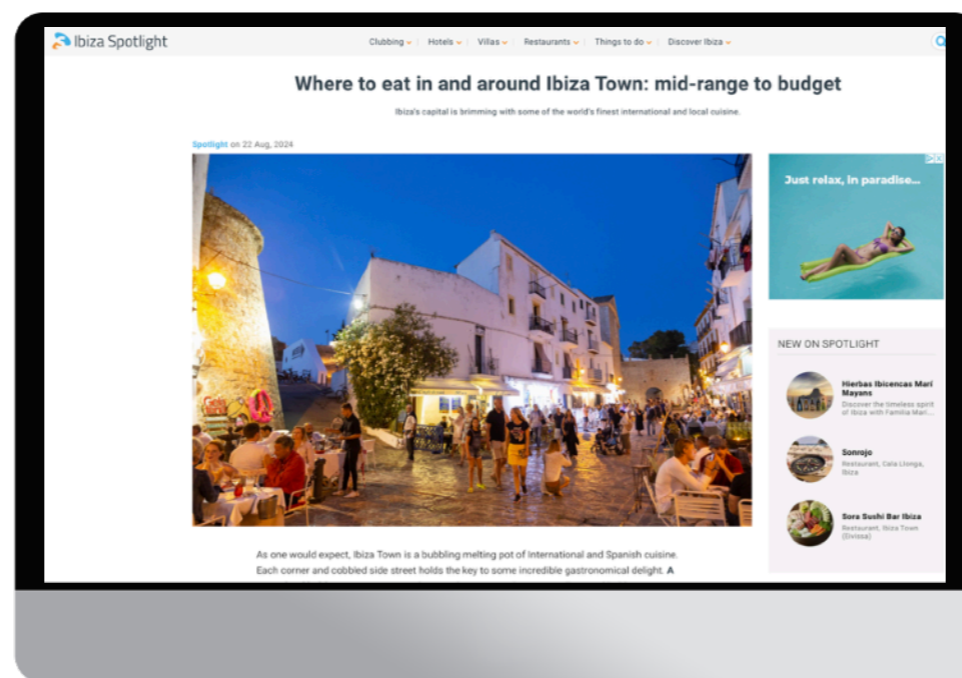 Ibiza Spotlight
Clubbing Hotels Villas Restaurants Things to do Discover Ibiza
Where to eat in and around Ibiza Town: mid-range to budget
Ibiza's capital is brimming with some of the world's finest international and local cuisine.
Spotlight on 22 Aug, 2024
Just relax, in paradise...
NEW ON SPOTLIGHT
Hierbas Ibicencas Marí
Mayans
Discover the timeless spirit
of Ibiza with Familia Marí...
Sonrojo
Restaurant, Cala Llonga,
Ibiza
Sora Sushi Bar Ibiza
Restaurant, Ibiza Town
(Eivissa)
As one would expect, Ibiza Town is a bubbling melting pot of International and Spanish cuisine.
Each corner and cobbled side street holds the key to some incredible gastronomical delight. A